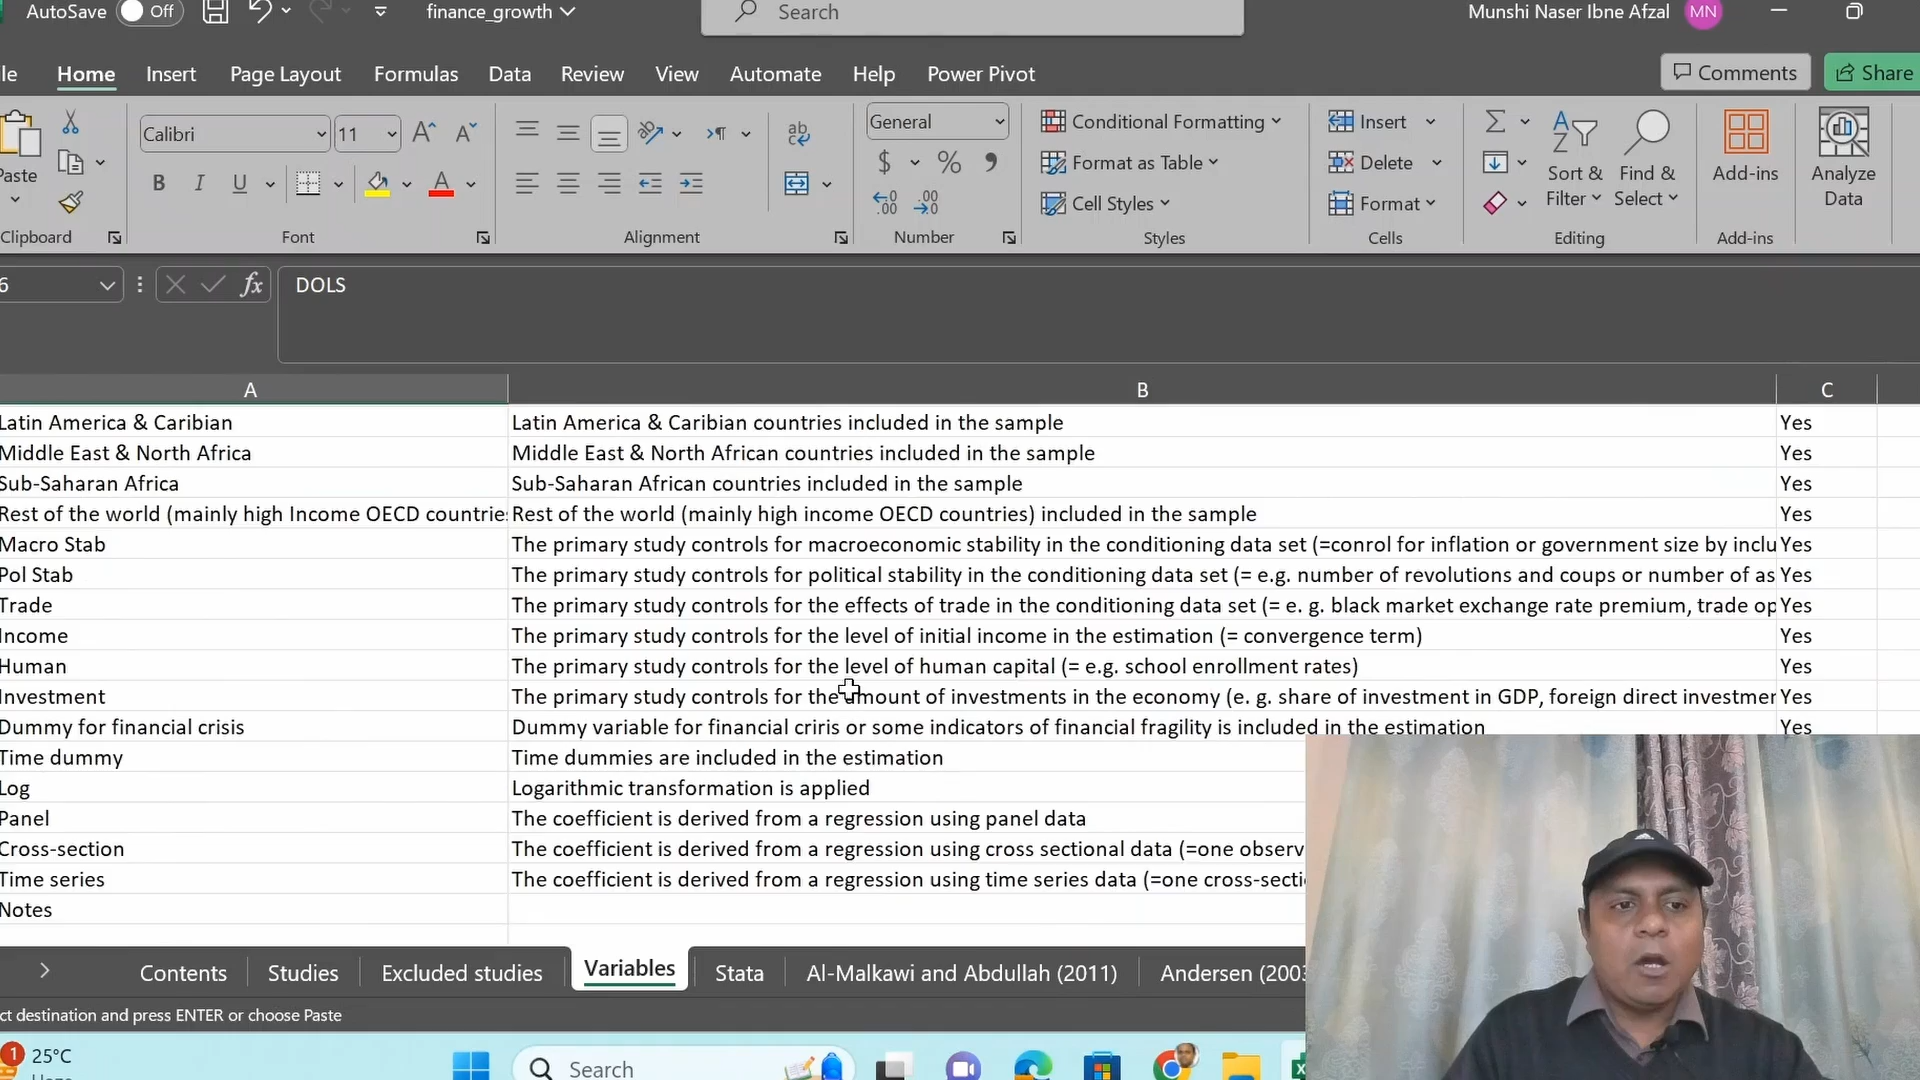 AutoSave Off finance_growth Search Munshi Naser Ibne Afzal MN
le Home Insert Page Layout Formulas Data Review View Automate Help Power Pivot Comments Share
Paste Calibri 11 General Conditional Formatting Insert Sort & Find & Add-ins Analyze
B I U $ % Format as Table Delete Filter Select Data
Cell Styles Format
Clipboard Font Alignment Number Styles Cells Editing Add-ins
6 fx DOLS
A B C
Latin America & Caribian Latin America & Caribian countries included in the sample Yes
Middle East & North Africa Middle East & North African countries included in the sample Yes
Sub-Saharan Africa Sub-Saharan African countries included in the sample Yes
Rest of the world (mainly high Income OECD countries Rest of the world (mainly high income OECD countries) included in the sample Yes
Macro Stab The primary study controls for macroeconomic stability in the conditioning data set (=conrol for inflation or government size by inclu Yes
Pol Stab The primary study controls for political stability in the conditioning data set (= e.g. number of revolutions and coups or number of as Yes
Trade The primary study controls for the effects of trade in the conditioning data set (= e. g. black market exchange rate premium, trade op Yes
Income The primary study controls for the level of initial income in the estimation (= convergence term) Yes
Human The primary study controls for the level of human capital (= e.g. school enrollment rates) Yes
Investment The primary study controls for the amount of investments in the economy (e. g. share of investment in GDP, foreign direct investmer Yes
Dummy for financial crisis Dummy variable for financial criris or some indicators of financial fragility is included in the estimation Yes
Time dummy Time dummies are included in the estimation
Log Logarithmic transformation is applied
Panel The coefficient is derived from a regression using panel data
Cross-section The coefficient is derived from a regression using cross sectional data (=one observ
Time series The coefficient is derived from a regression using time series data (=one cross-secti
Notes
Contents Studies Excluded studies Variables Stata Al-Malkawi and Abdullah (2011) Andersen (2003
ct destination and press ENTER or choose Paste
1 25°C Search